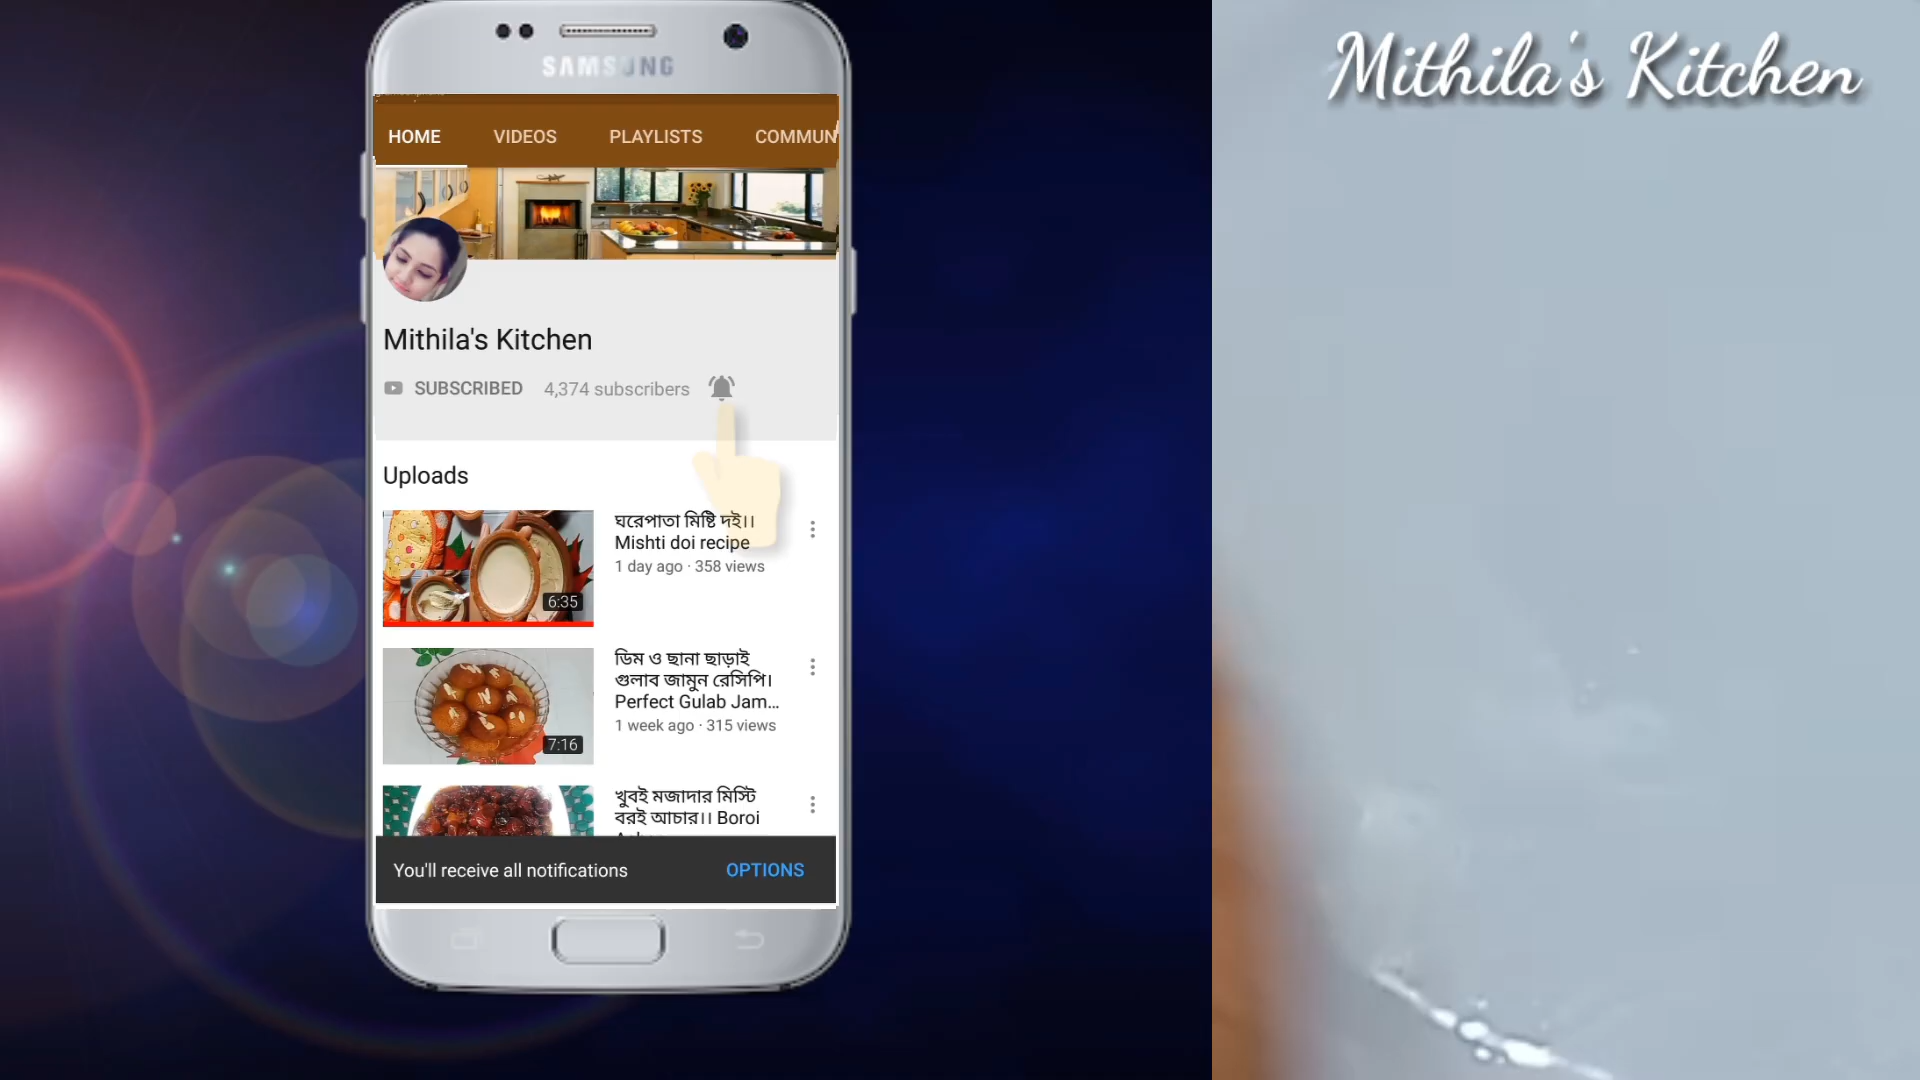 Mithila's Kitchen
SAMSUNG
HOME VIDEOS PLAYLISTS COMMUN
Mithila's Kitchen
SUBSCRIBED 4,374 subscribers
Uploads
ঘরেপাতা মিষ্টি দই।।
Mishti doi recipe
1 day ago · 358 views
6:35
ডিম ও ছানা ছাড়াই
গুলাব জামুন রেসিপি।
Perfect Gulab Jam...
1 week ago · 315 views
7:16
খুবই মজাদার মিস্টি
বরই আচার।। Boroi
You'll receive all notifications OPTIONS